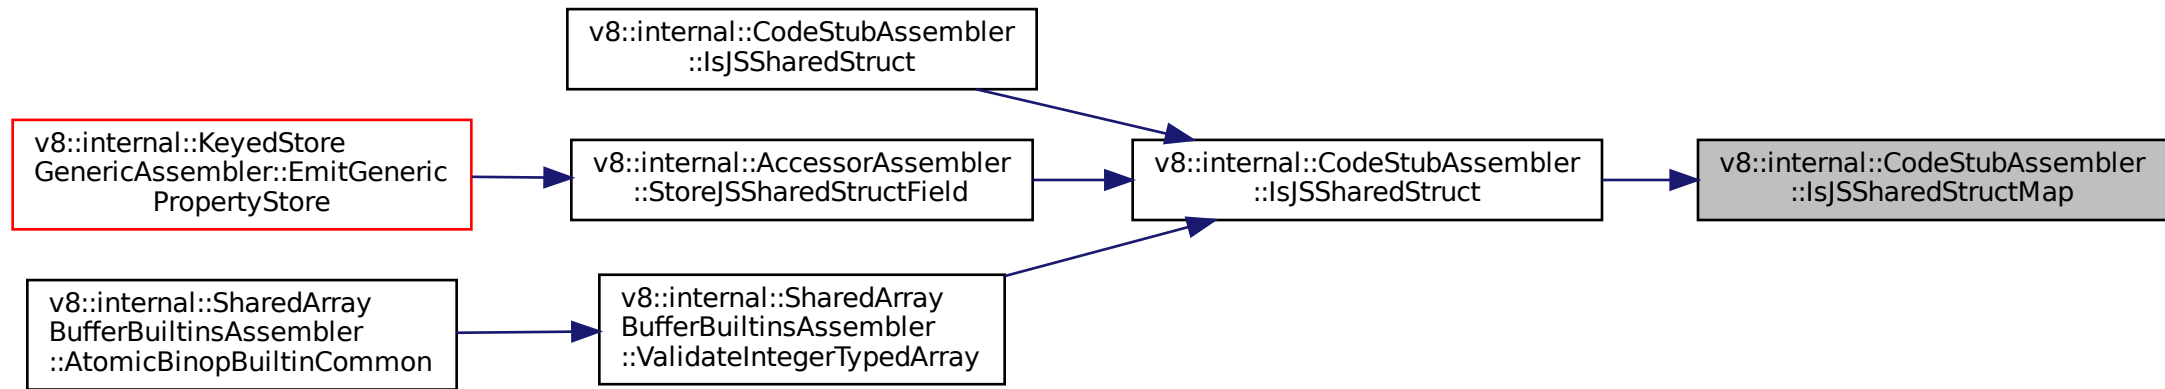 v8::internal::CodeStubAssembler
::IsJSSharedStruct
v8::internal::KeyedStore
GenericAssembler::EmitGeneric
PropertyStore
v8::internal::AccessorAssembler
::StoreJSSharedStructField
v8::internal::CodeStubAssembler
::IsJSSharedStruct
v8::internal::CodeStubAssembler
::IsJSSharedStructMap
v8::internal::SharedArray
BufferBuiltinsAssembler
::AtomicBinopBuiltinCommon
v8::internal::SharedArray
BufferBuiltinsAssembler
::ValidateIntegerTypedArray